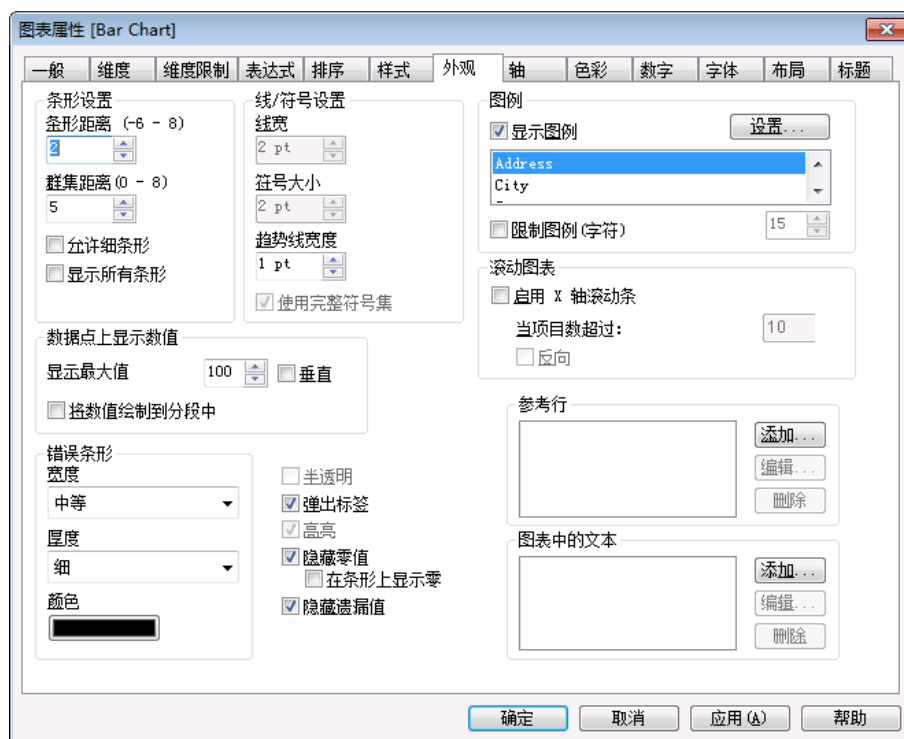 图表属性 [Bar Chart]
一般 维度 维度限制 表达式 排序 样式 外观 轴 色彩 数字 字体 布局 标题
条形设置
条形距离 (-6 - 8)
2
群集距离(0 - 8)
5
允许细条形
显示所有条形
线/符号设置
线宽
2 pt
符号大小
2 pt
趋势线宽度
1 pt
使用完整符号集
图例
显示图例
设置...
Address
City
限制图例(字符)
15
滚动图表
启用 X 轴滚动条
当项目数超过:
10
反向
数据点上显示数值
显示最大值
100
垂直
将数值绘制到分段中
错误条形
宽度
中等
厚度
细
颜色
半透明
弹出标签
高亮
隐藏零值
在条形上显示零
隐藏遗漏值
参考行
添加...
编辑...
删除
图表中的文本
添加...
编辑...
删除
确定 取消 应用(A) 帮助